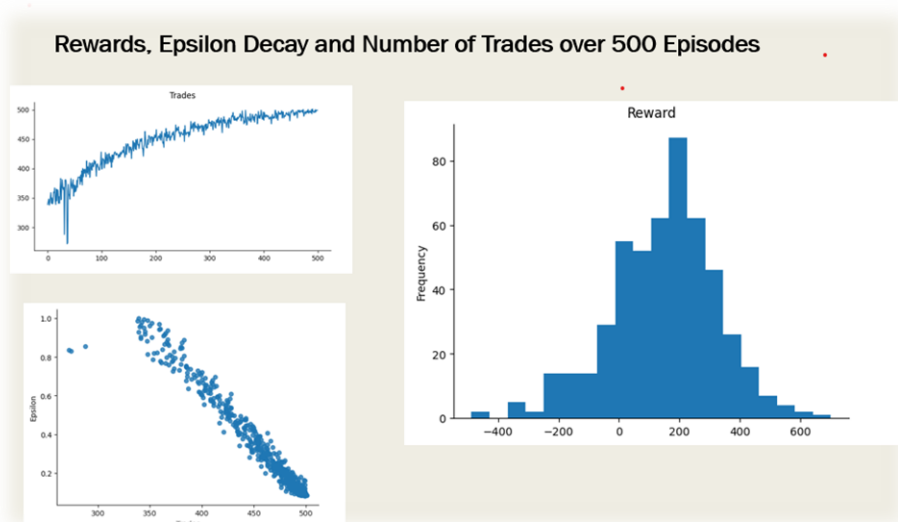 Rewards, Epsilon Decay and Number of Trades over 500 Episodes
Trades
500
450
400
350
300
0 100 200 300 400 500
Reward
Frequency
80
60
40
20
0
−400 −200 0 200 400 600
Epsilon
1.0
0.8
0.6
0.4
0.2
300 350 400 450 500